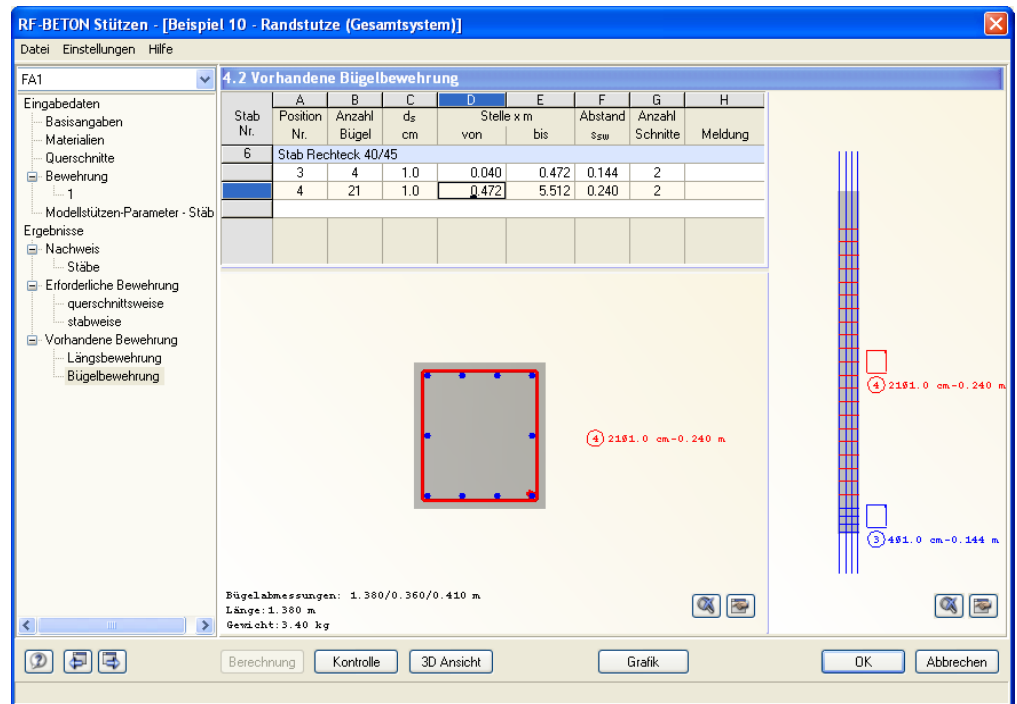 RF-BETON Stützen - [Beispiel 10 - Randstutze (Gesamtsystem)]
Datei Einstellungen Hilfe
FA1
Eingabedaten
Basisangaben
Materialien
Querschnitte
Bewehrung
1
Modellstützen-Parameter - Stäb
Ergebnisse
Nachweis
Stäbe
Erforderliche Bewehrung
querschnittsweise
stabweise
Vorhandene Bewehrung
Längsbewehrung
Bügelbewehrung
4.2 Vorhandene Bügelbewehrung
A B C D E F G H
Stab Position Anzahl ds Stelle x m Abstand Anzahl
Nr. Nr. Bügel cm von bis ssw Schnitte Meldung
6 Stab Rechteck 40/45
3 4 1.0 0.040 0.472 0.144 2
4 21 1.0 0.472 5.512 0.240 2
4 21Ø1.0 cm-0.240 m
Bügelabmessungen: 1.380/0.360/0.410 m
Länge:1.380 m
Gewicht:3.40 kg
4 21Ø1.0 cm-0.240 m
3 4Ø1.0 cm-0.144 m
Berechnung Kontrolle 3D Ansicht Grafik OK Abbrechen